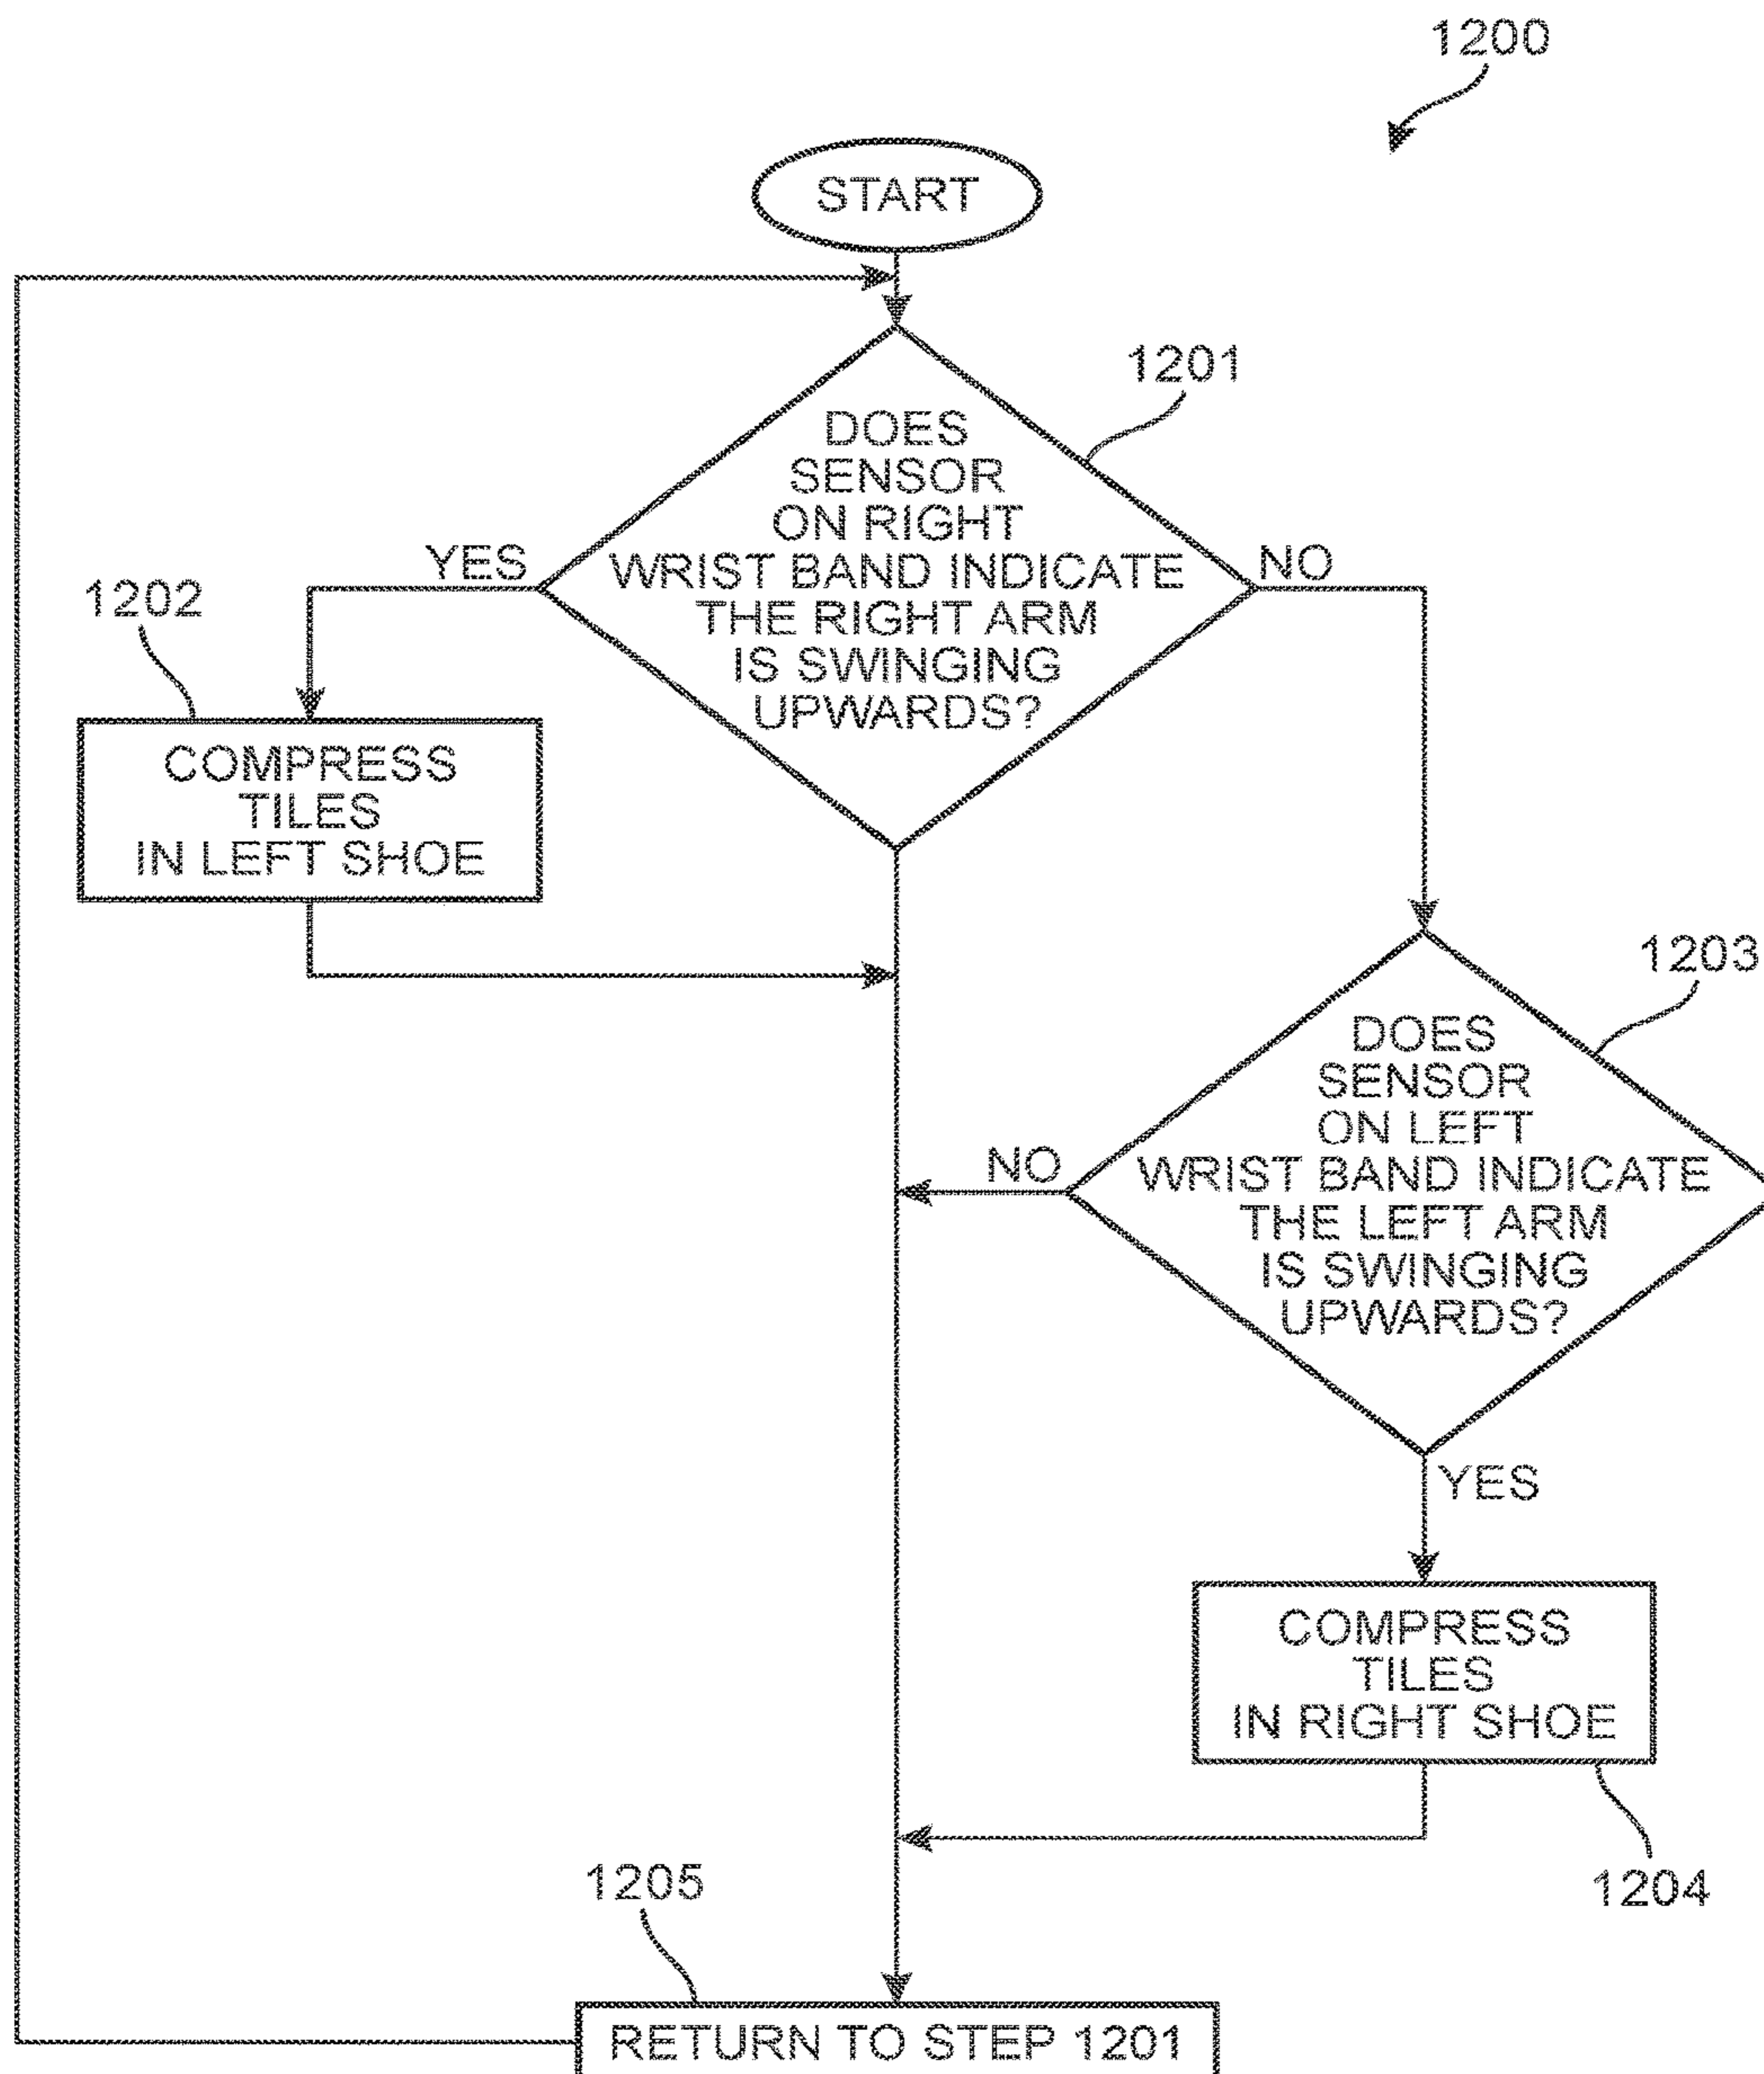 1200
START
1201
DOES
SENSOR
ON RIGHT
WRIST BAND INDICATE
THE RIGHT ARM
IS SWINGING
UPWARDS?
YES
NO
1202
COMPRESS
TILES
IN LEFT SHOE
1203
DOES
SENSOR
ON LEFT
WRIST BAND INDICATE
THE LEFT ARM
IS SWINGING
UPWARDS?
NO
YES
COMPRESS
TILES
IN RIGHT SHOE
1204
1205
RETURN TO STEP 1201